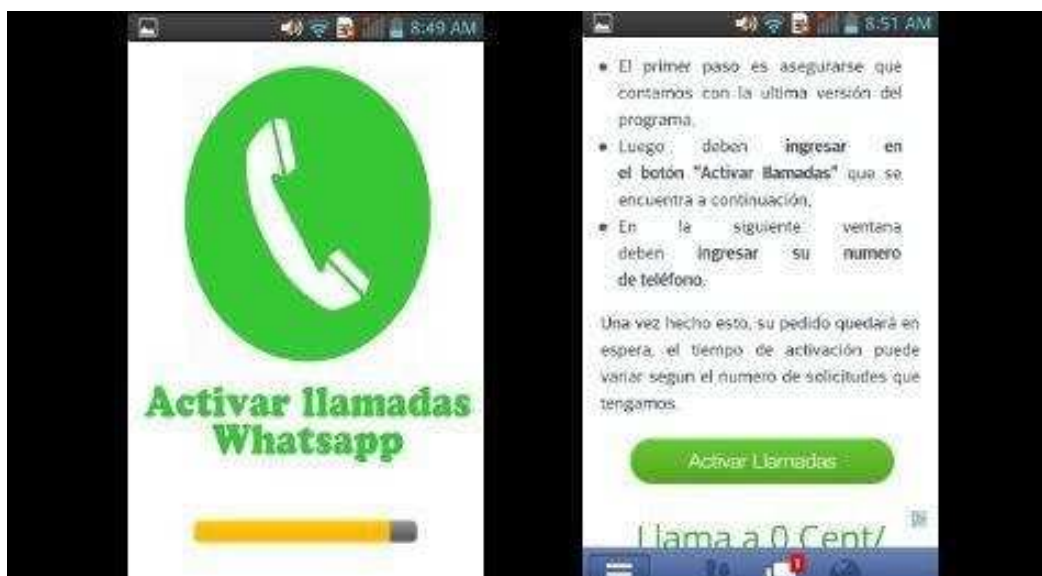 8:49 AM
Activar llamadas
Whatsapp
8:51 AM
• El primer paso es asegurarse que
contamos con la ultima versión del
programa.
• Luego deben ingresar en
el botón "Activar llamadas" que se
encuentra a continuación.
• En la siguiente ventana
deben ingresar su numero
de teléfono.
Una vez hecho esto, su pedido quedará en
espera, el tiempo de activación puede
variar segun el numero de solicitudes que
tengamos.
Activar Llamadas
Llama a 0 Cent/
1